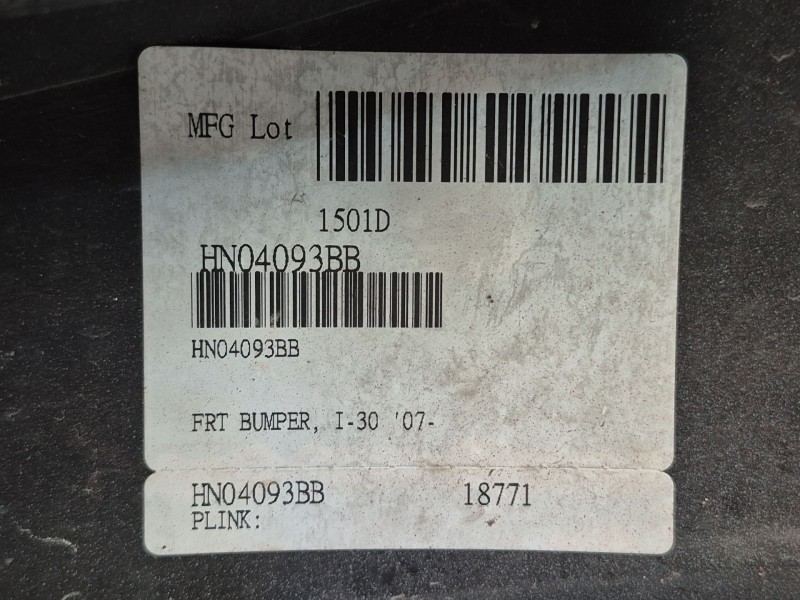 MFG Lot
1501D
HN04093BB
HN04093BB
FRT BUMPER, I-30 '07-
HN04093BB 18771
PLINK: